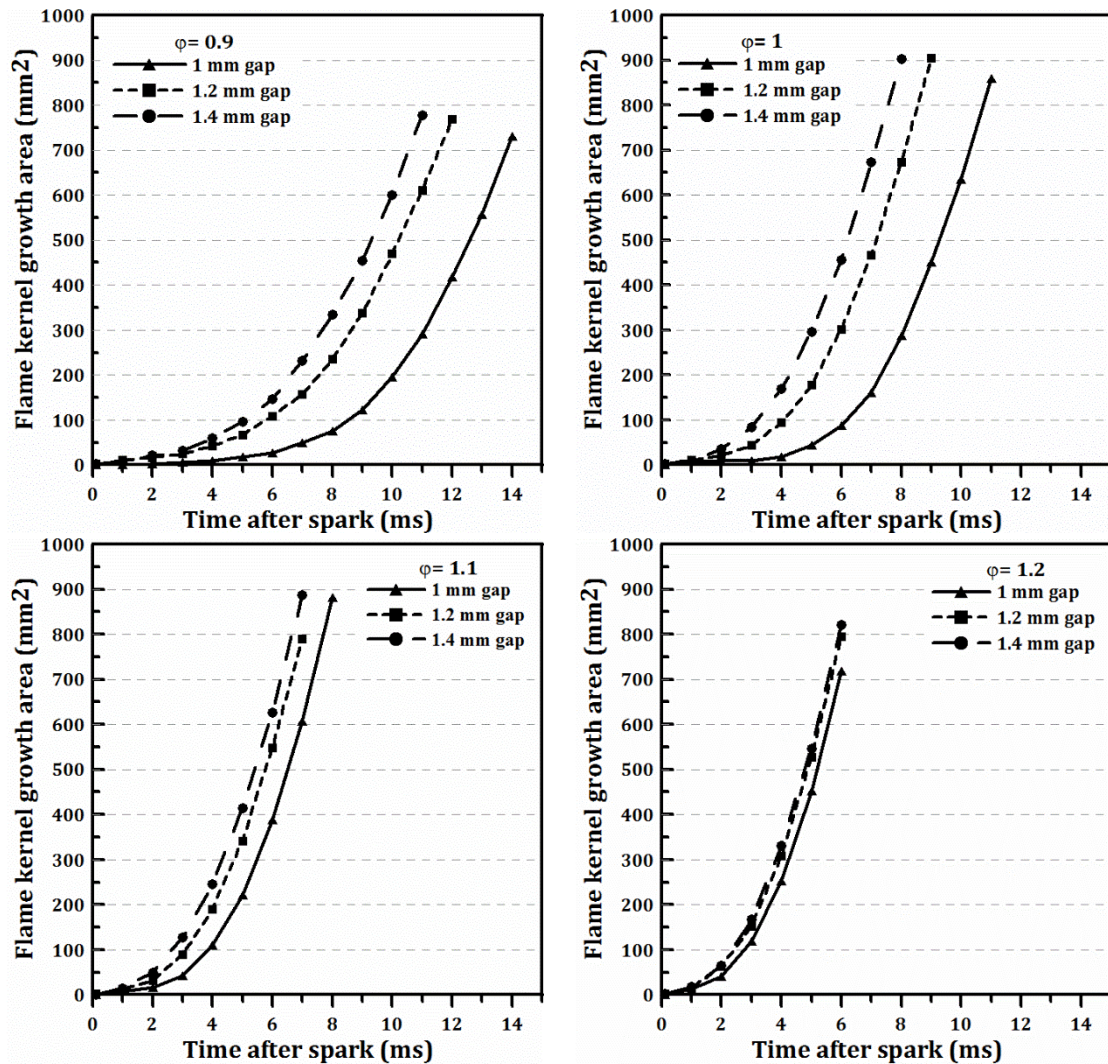 φ= 0.9
1 mm gap
1.2 mm gap
1.4 mm gap
Flame kernel growth area (mm2)
1000
900
800
700
600
500
400
300
200
100
0
0 2 4 6 8 10 12 14
Time after spark (ms)
φ= 1
1 mm gap
1.2 mm gap
1.4 mm gap
Flame kernel growth area (mm2)
1000
900
800
700
600
500
400
300
200
100
0
0 2 4 6 8 10 12 14
Time after spark (ms)
φ= 1.1
1 mm gap
1.2 mm gap
1.4 mm gap
Flame kernel growth area (mm2)
1000
900
800
700
600
500
400
300
200
100
0
0 2 4 6 8 10 12 14
Time after spark (ms)
φ= 1.2
1 mm gap
1.2 mm gap
1.4 mm gap
Flame kernel growth area (mm2)
1000
900
800
700
600
500
400
300
200
100
0
0 2 4 6 8 10 12 14
Time after spark (ms)